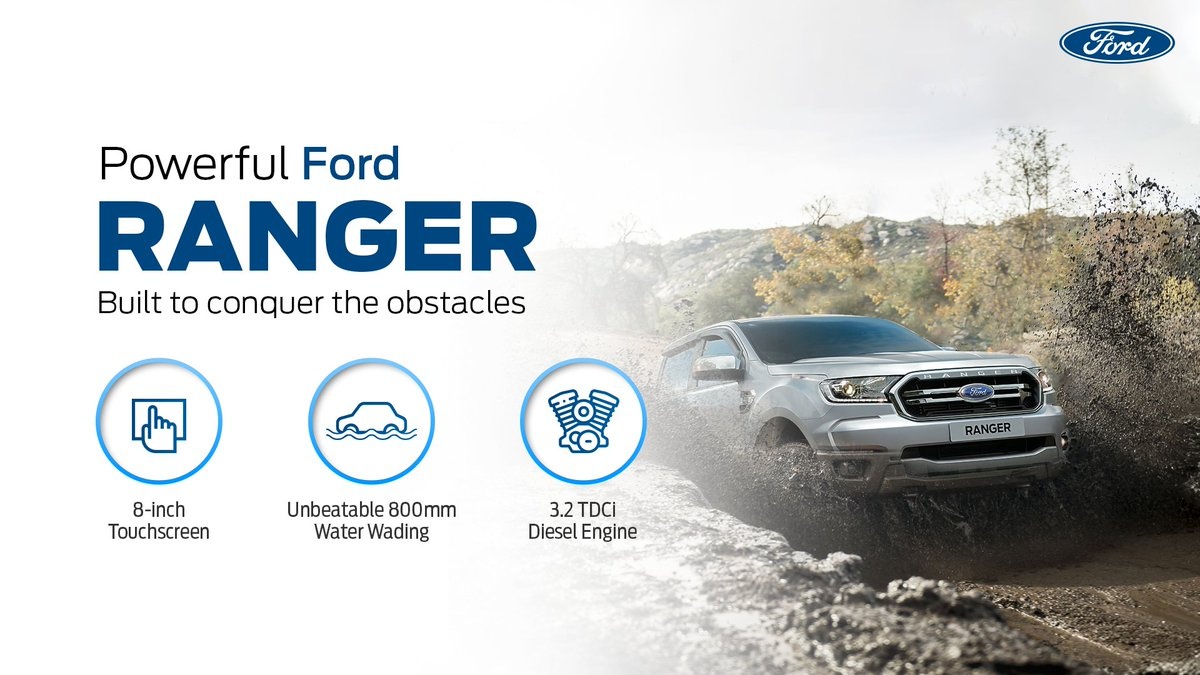 Ford
Powerful Ford
RANGER
Built to conquer the obstacles
8-inch
Touchscreen
Unbeatable 800mm
Water Wading
3.2 TDCi
Diesel Engine
RANGER
Ford
RANGER